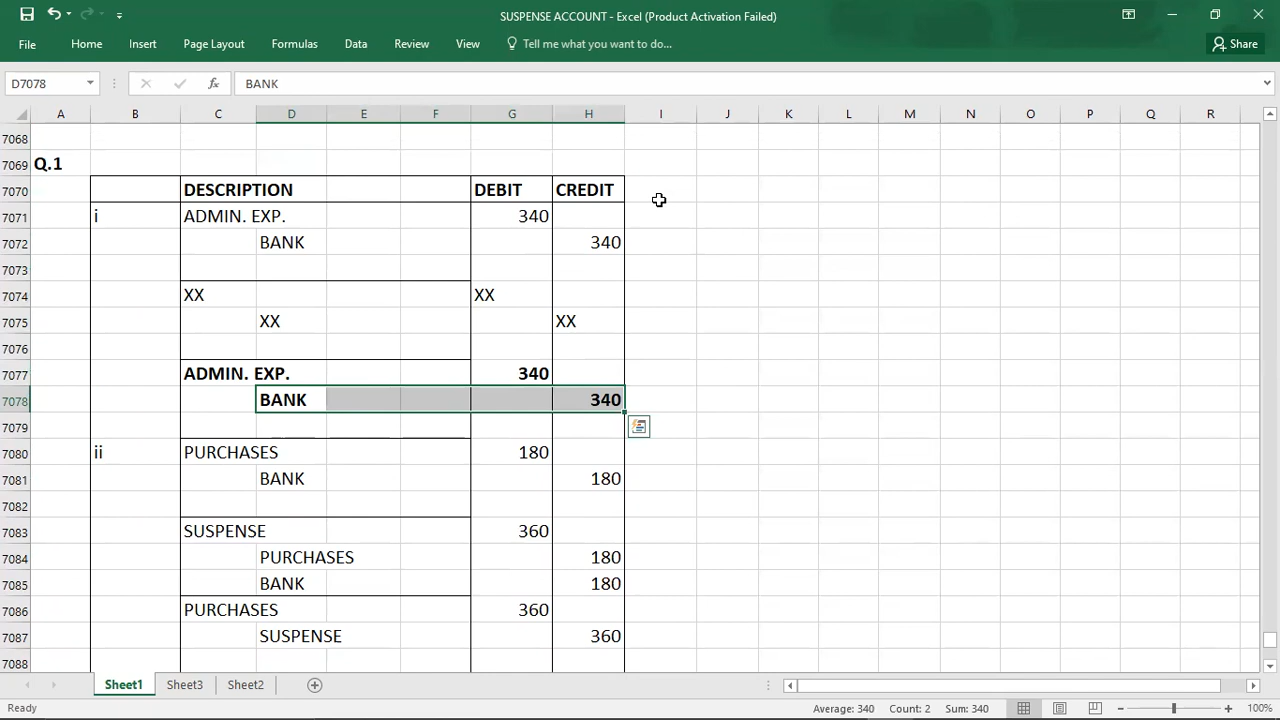 SUSPENSE ACCOUNT - Excel (Product Activation Failed)
File Home Insert Page Layout Formulas Data Review View Tell me what you want to do... Share
D7078 fx BANK
A B C D E F G H I J K L M N O P Q R
7068
7069 Q.1
7070 DESCRIPTION DEBIT CREDIT
7071 i ADMIN. EXP. 340
7072 BANK 340
7073
7074 XX XX
7075 XX XX
7076
7077 ADMIN. EXP. 340
7078 BANK 340
7079
7080 ii PURCHASES 180
7081 BANK 180
7082
7083 SUSPENSE 360
7084 PURCHASES 180
7085 BANK 180
7086 PURCHASES 360
7087 SUSPENSE 360
7088
Sheet1 Sheet3 Sheet2
Ready Average: 340 Count: 2 Sum: 340 100%